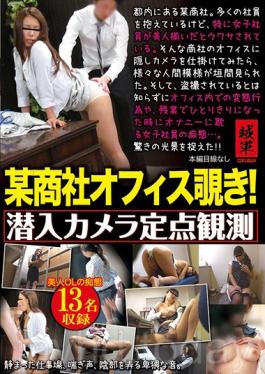 都内にある某商社。多くの社員
を抱えているけど、特に女子社
員が美人揃いだとウワサされてい
る。そんな商社のオフィスに
隠しカメラを仕掛けてみたら、
様々な人間模様が垣間見られ
た。そして、盗撮されているとは
知らずにオフィス内での変態行
為や、残業でひとりきりになっ
た時にオナニーに耽
る女子社員の痴態…。
驚きの光景を捉えた!!
本編目線なし
某商社オフィス覗き!
潜入カメラ定点観測
美人OLの痴態
13名
収録
静まった仕事場、喘ぎ声、陰部を弄る卑猥な音。